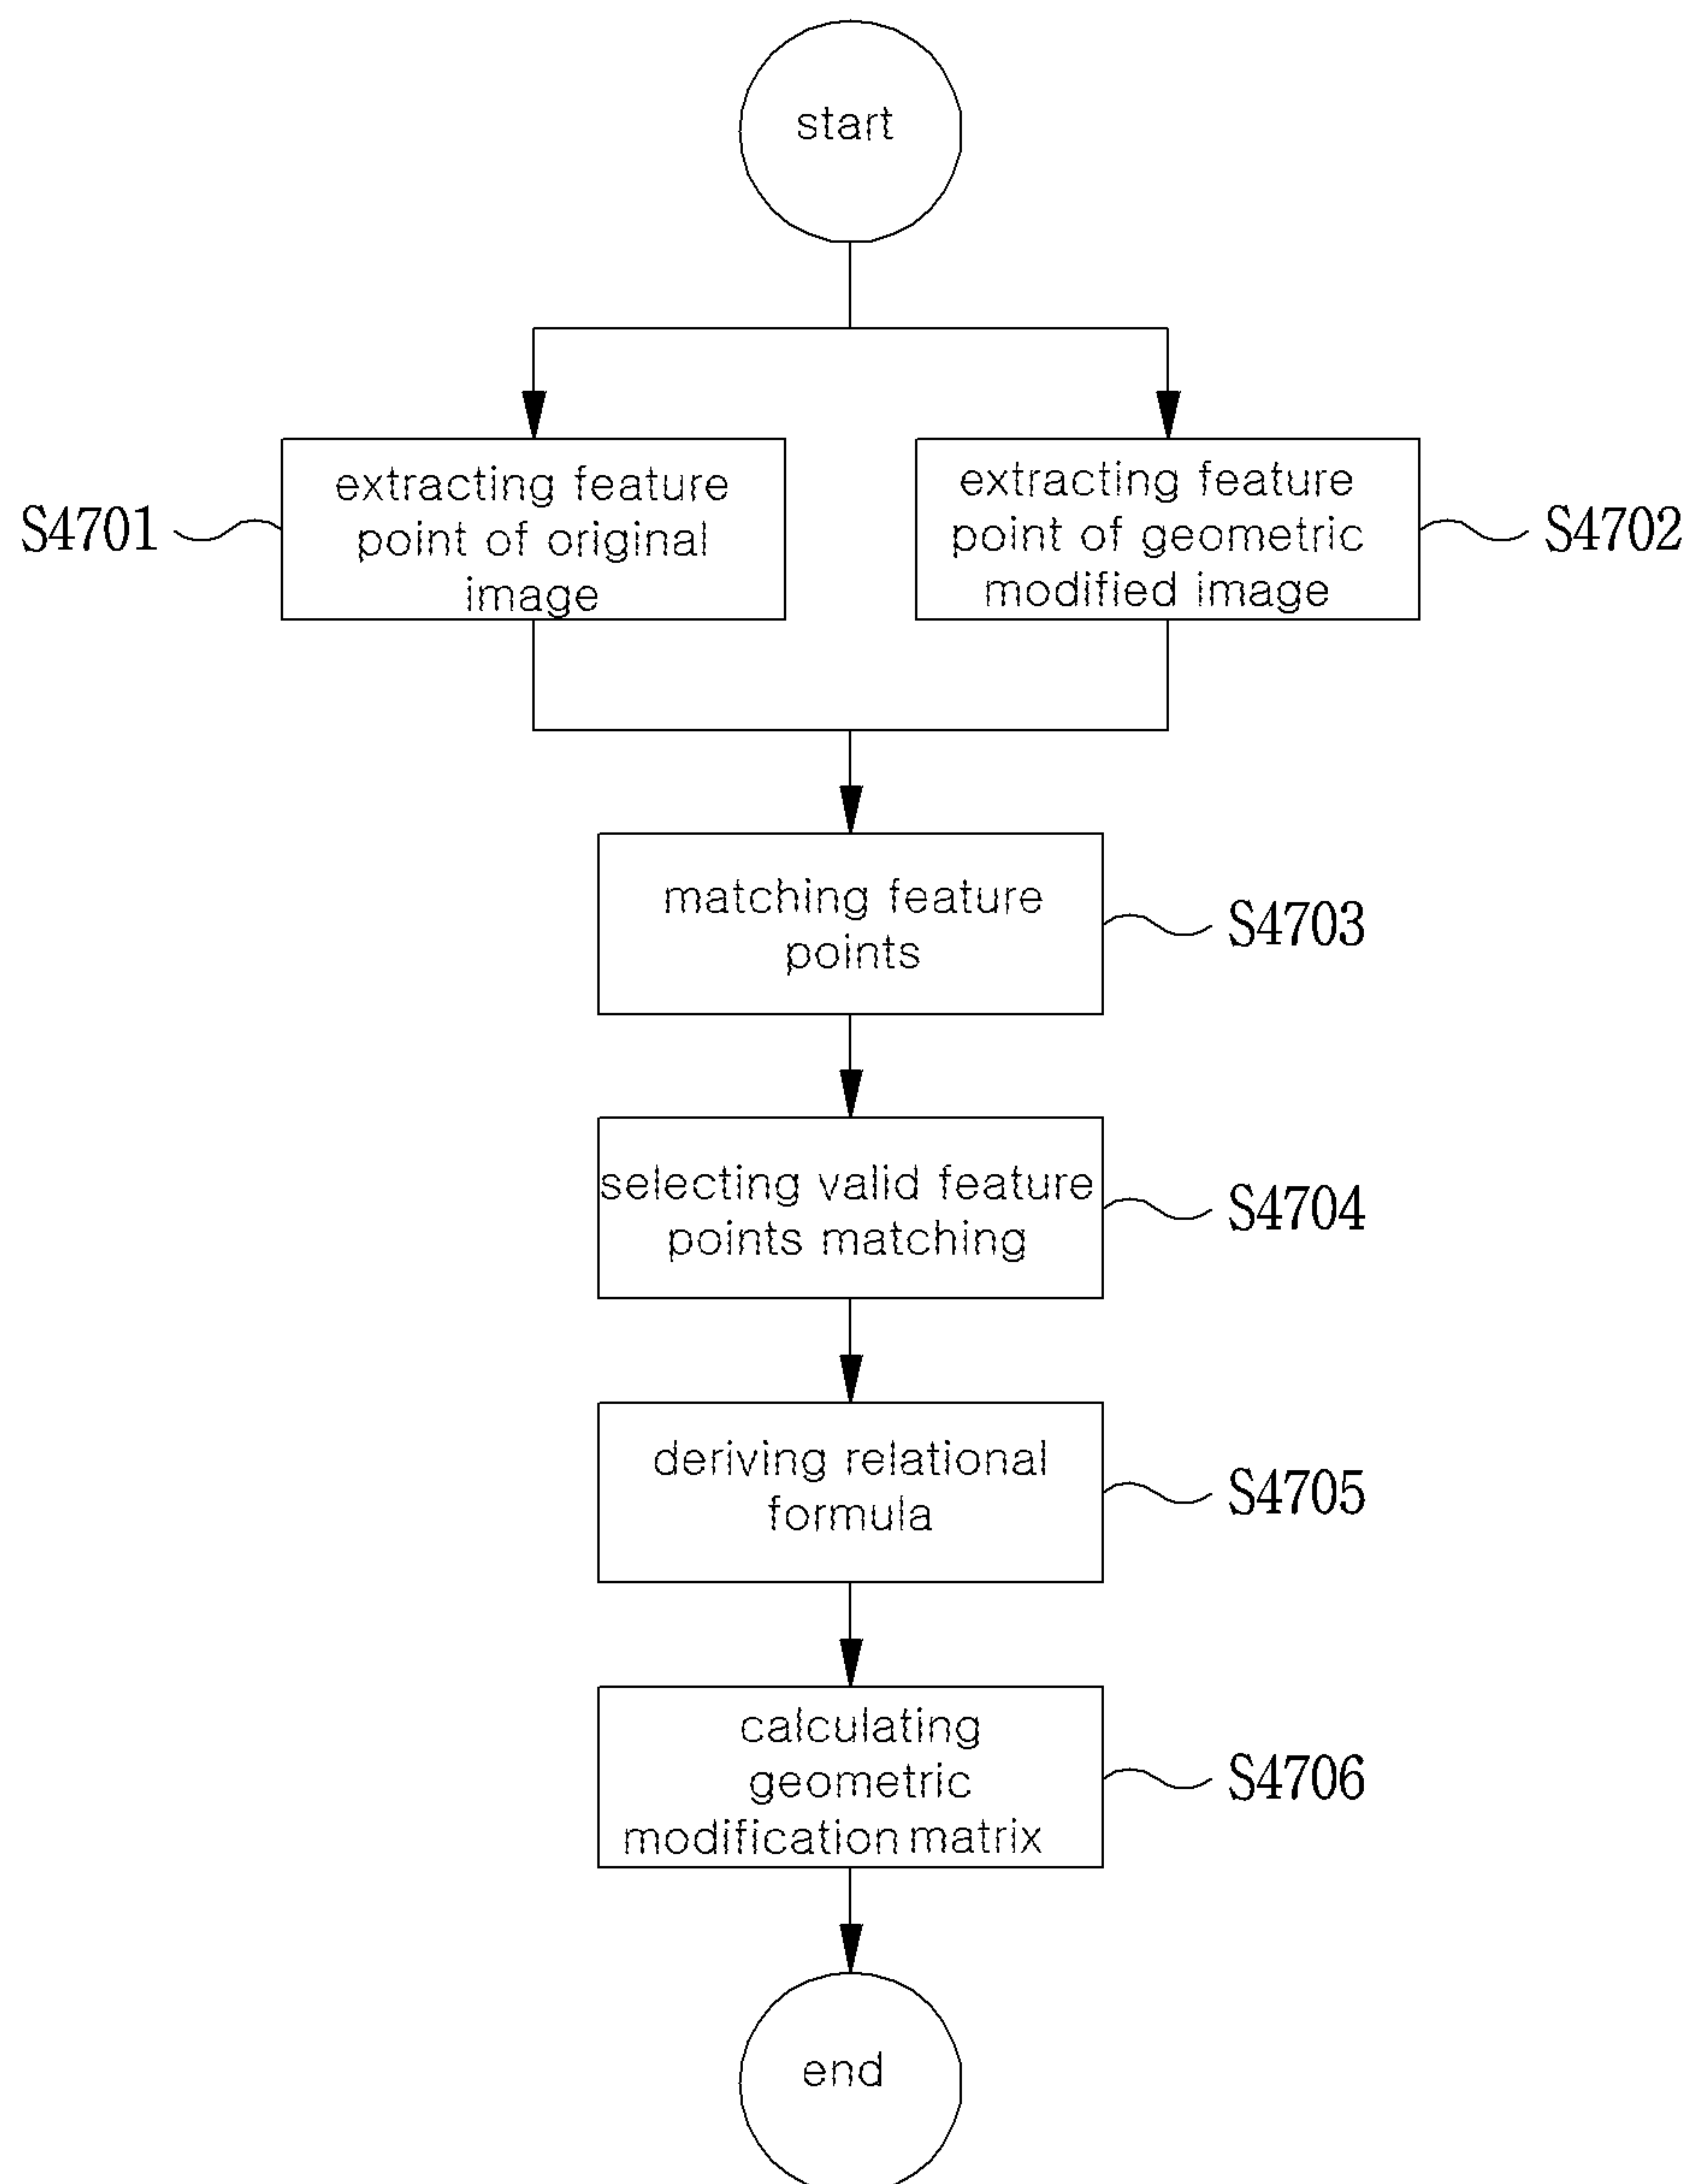 start
extracting feature
point of original
image
S4701
extracting feature
point of geometric
modified image
S4702
matching feature
points
S4703
selecting valid feature
points matching
S4704
deriving relational
formula
S4705
calculating
geometric
modification matrix
S4706
end